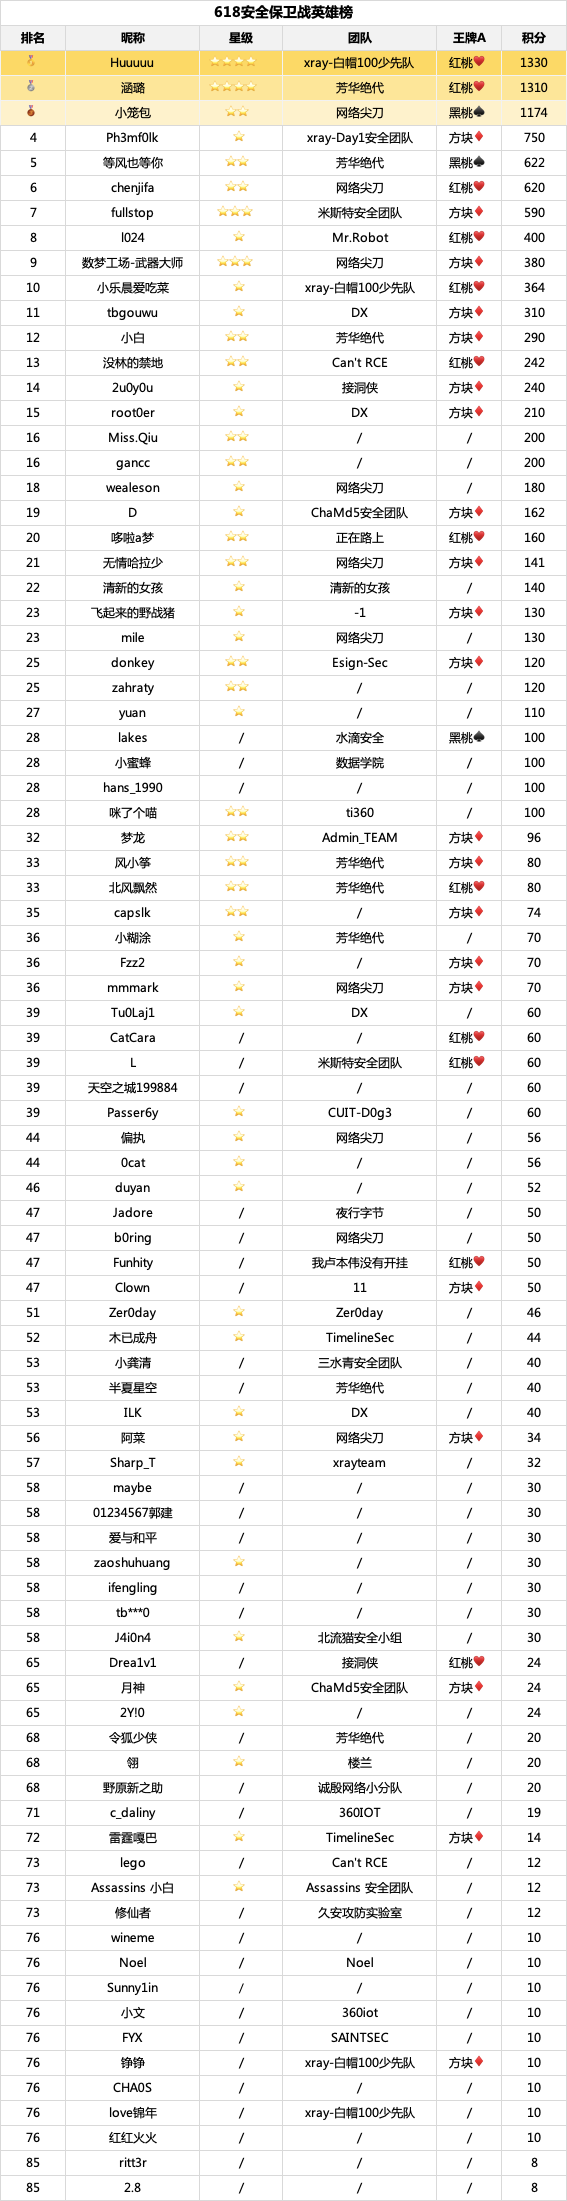 618安全保卫战英雄榜
排名 昵称 星级 团队 王牌A 积分
Huuuuu xray-白帽100少先队 红桃 1330
涵璐 芳华绝代 红桃 1310
小笼包 网络尖刀 黑桃 1174
4 Ph3mf0lk xray-Day1安全团队 方块 750
5 等风也等你 芳华绝代 黑桃 622
6 chenjifa 网络尖刀 红桃 620
7 fullstop 米斯特安全团队 方块 590
8 l024 Mr.Robot 红桃 400
9 数梦工场-武器大师 网络尖刀 方块 380
10 小乐晨爱吃菜 xray-白帽100少先队 红桃 364
11 tbgouwu DX 方块 310
12 小白 芳华绝代 方块 290
13 没林的禁地 Can't RCE 红桃 242
14 2u0y0u 接洞侠 方块 240
15 root0er DX 方块 210
16 Miss.Qiu / / 200
16 gancc / / 200
18 wealeson 网络尖刀 / 180
19 D ChaMd5安全团队 方块 162
20 哆啦a梦 正在路上 红桃 160
21 无情哈拉少 网络尖刀 方块 141
22 清新的女孩 清新的女孩 / 140
23 飞起来的野战猪 -1 方块 130
23 mile 网络尖刀 / 130
25 donkey Esign-Sec 方块 120
25 zahraty / / 120
27 yuan / / 110
28 lakes / 水滴安全 黑桃 100
28 小蜜蜂 / 数据学院 / 100
28 hans_1990 / / / 100
28 咪了个喵 ti360 / 100
32 梦龙 Admin_TEAM 方块 96
33 风小筝 芳华绝代 方块 80
33 北风飘然 芳华绝代 红桃 80
35 capslk / 方块 74
36 小糊涂 芳华绝代 / 70
36 Fzz2 / 方块 70
36 mmmark 网络尖刀 方块 70
39 Tu0Laj1 DX / 60
39 CatCara / / 红桃 60
39 L / 米斯特安全团队 红桃 60
39 天空之城199884 / / / 60
39 Passer6y CUIT-D0g3 / 60
44 偏执 网络尖刀 / 56
44 0cat / / 56
46 duyan / / 52
47 Jadore / 夜行字节 / 50
47 b0ring / 网络尖刀 / 50
47 Funhity / 我卢本伟没有开挂 红桃 50
47 Clown / 11 方块 50
51 Zer0day Zer0day / 46
52 木已成舟 TimelineSec / 44
53 小龚清 / 三水青安全团队 / 40
53 半夏星空 / 芳华绝代 / 40
53 ILK DX / 40
56 阿菜 网络尖刀 方块 34
57 Sharp_T xrayteam / 32
58 maybe / / / 30
58 01234567郭建 / / / 30
58 爱与和平 / / / 30
58 zaoshuhuang / / 30
58 ifengling / / / 30
58 tb***0 / / / 30
58 J4i0n4 北流猫安全小组 / 30
65 Drea1v1 / 接洞侠 红桃 24
65 月神 ChaMd5安全团队 方块 24
65 2Y!0 / / 24
68 令狐少侠 / 芳华绝代 / 20
68 翎 楼兰 / 20
68 野原新之助 / 诚殷网络小分队 / 20
71 c_daliny / 360IOT / 19
72 雷霆嘎巴 TimelineSec 方块 14
73 lego / Can't RCE / 12
73 Assassins 小白 Assassins 安全团队 / 12
73 修仙者 / 久安攻防实验室 / 12
76 wineme / / / 10
76 Noel / Noel / 10
76 Sunny1in / / / 10
76 小文 / 360iot / 10
76 FYX / SAINTSEC / 10
76 铮铮 / xray-白帽100少先队 方块 10
76 CHA0S / / / 10
76 love锦年 / xray-白帽100少先队 / 10
76 红红火火 / / / 10
85 ritt3r / / / 8
85 2.8 / / / 8